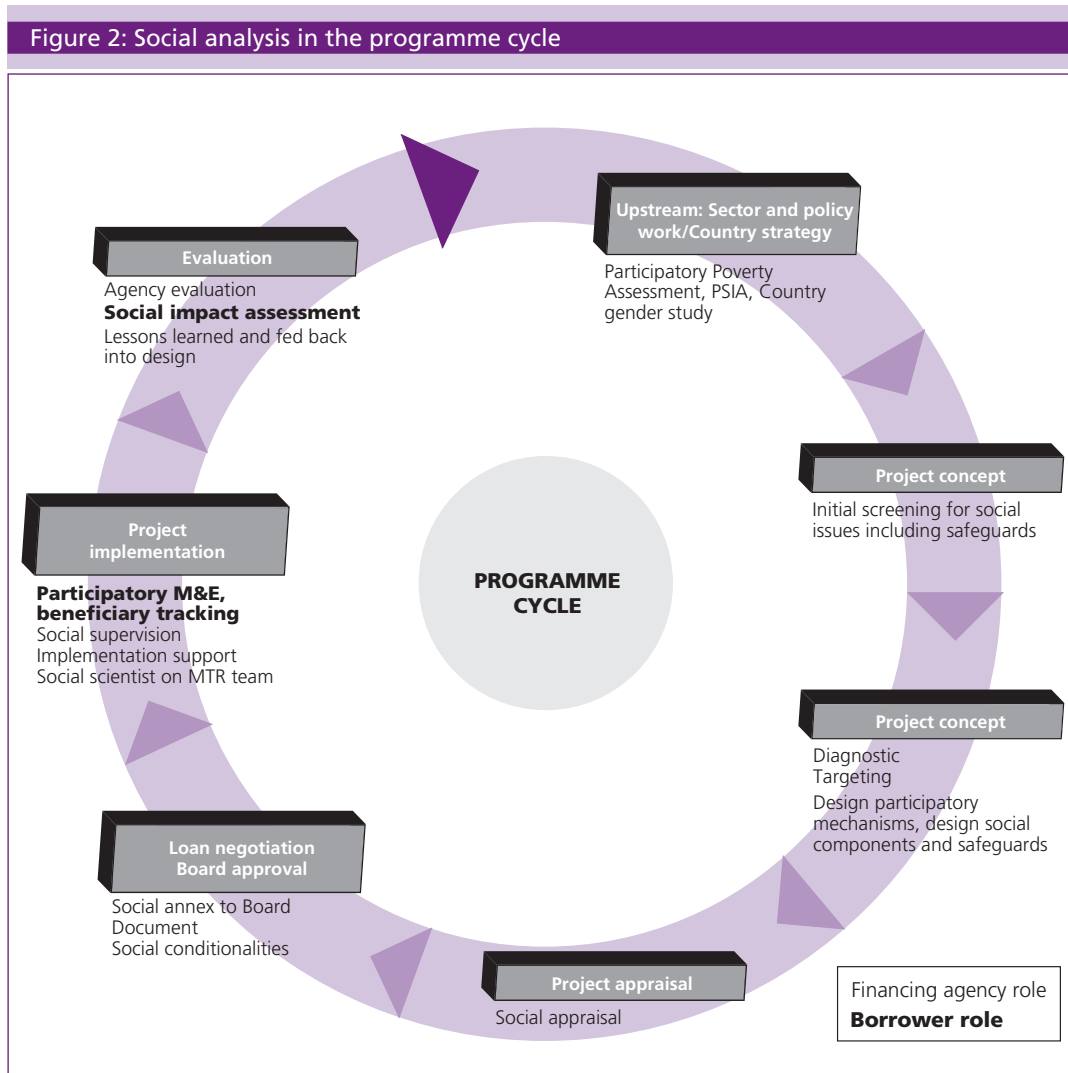 Figure 2: Social analysis in the programme cycle
Upstream: Sector and policy
work/Country strategy
Participatory Poverty
Assessment, PSIA, Country
gender study
Project concept
Initial screening for social
issues including safeguards
Project concept
Diagnostic
Targeting
Design participatory
mechanisms, design social
components and safeguards
Project appraisal
Social appraisal
Loan negotiation
Board approval
Social annex to Board
Document
Social conditionalities
Project
implementation
Participatory M&E,
beneficiary tracking
Social supervision
Implementation support
Social scientist on MTR team
Evaluation
Agency evaluation
Social impact assessment
Lessons learned and fed back
into design
PROGRAMME
CYCLE
Financing agency role
Borrower role